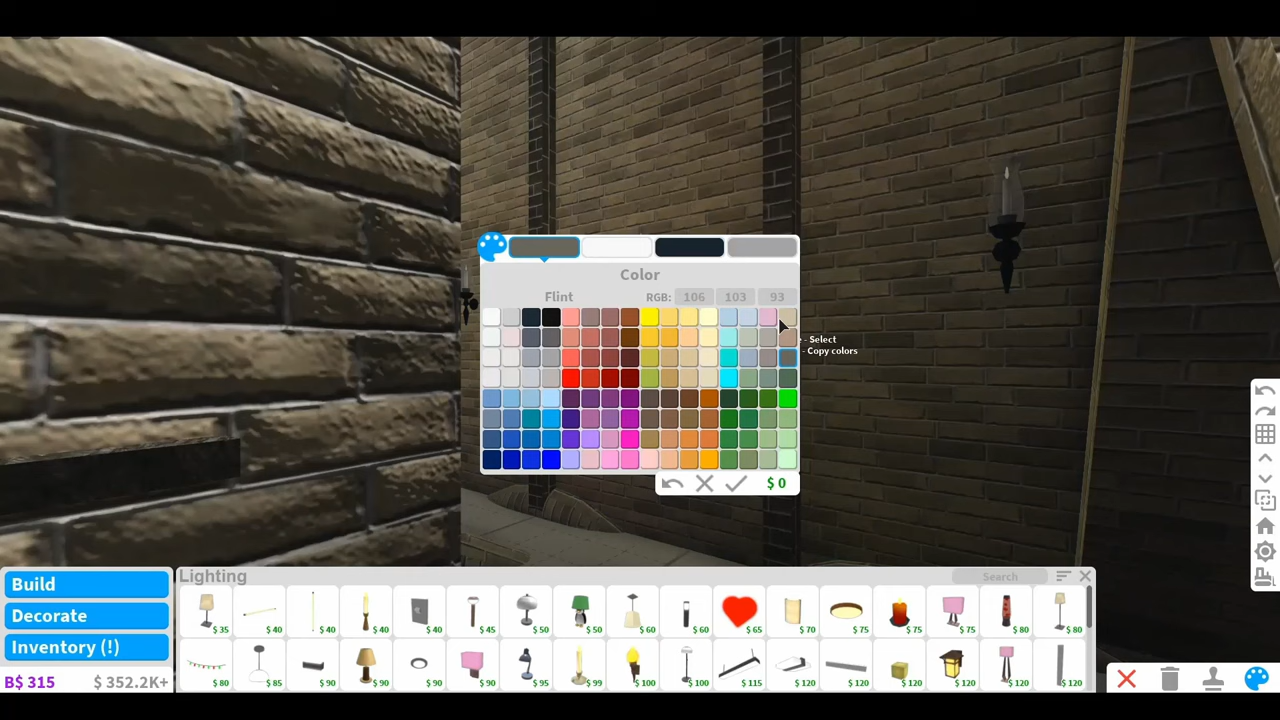 Color
Flint
RGB: 106 103 93
- Select
- Copy colors
$ 0
Build
Decorate
Inventory (!)
B$ 315 $ 352.2K+
Lighting
Search
$ 35 $ 40 $ 40 $ 40 $ 40 $ 45 $ 50 $ 50 $ 60 $ 60 $ 65 $ 70 $ 75 $ 75 $ 75 $ 80 $ 80
$ 80 $ 85 $ 90 $ 90 $ 90 $ 90 $ 95 $ 99 $ 100 $ 100 $ 115 $ 120 $ 120 $ 120 $ 120 $ 120 $ 120